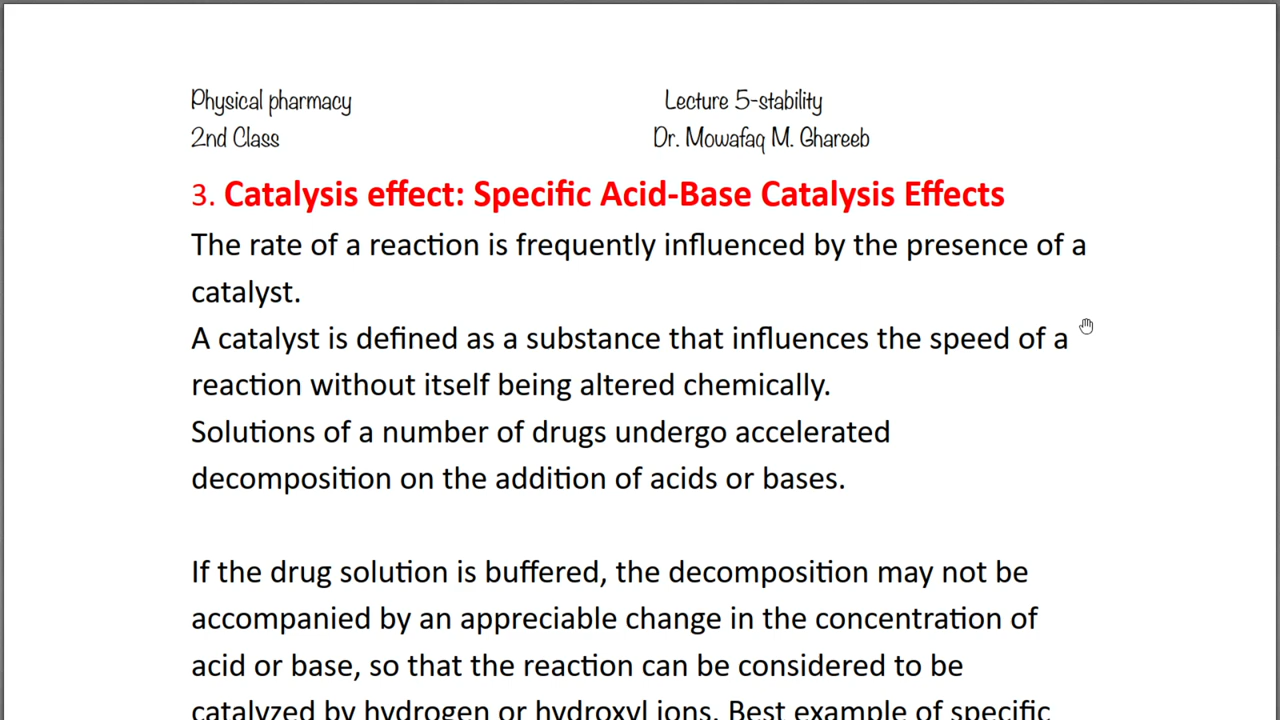 Physical pharmacy Lecture 5-stability
2nd Class Dr. Mowafaq M. Ghareeb
3. Catalysis effect: Specific Acid-Base Catalysis Effects
The rate of a reaction is frequently influenced by the presence of a
catalyst.
A catalyst is defined as a substance that influences the speed of a
reaction without itself being altered chemically.
Solutions of a number of drugs undergo accelerated
decomposition on the addition of acids or bases.
If the drug solution is buffered, the decomposition may not be
accompanied by an appreciable change in the concentration of
acid or base, so that the reaction can be considered to be
catalyzed by hydrogen or hydroxyl ions. Best example of specific